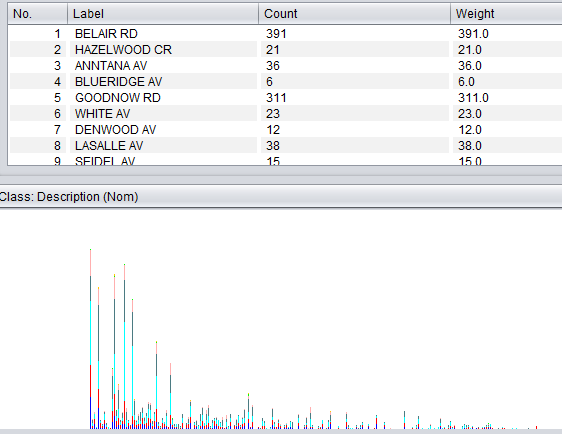 No. Label Count Weight
1 BELAIR RD 391 391.0
2 HAZELWOOD CR 21 21.0
3 ANNTANA AV 36 36.0
4 BLUERIDGE AV 6 6.0
5 GOODNOW RD 311 311.0
6 WHITE AV 23 23.0
7 DENWOOD AV 12 12.0
8 LASALLE AV 38 38.0
9 SEIDEL AV 15 15.0
Class: Description (Nom)